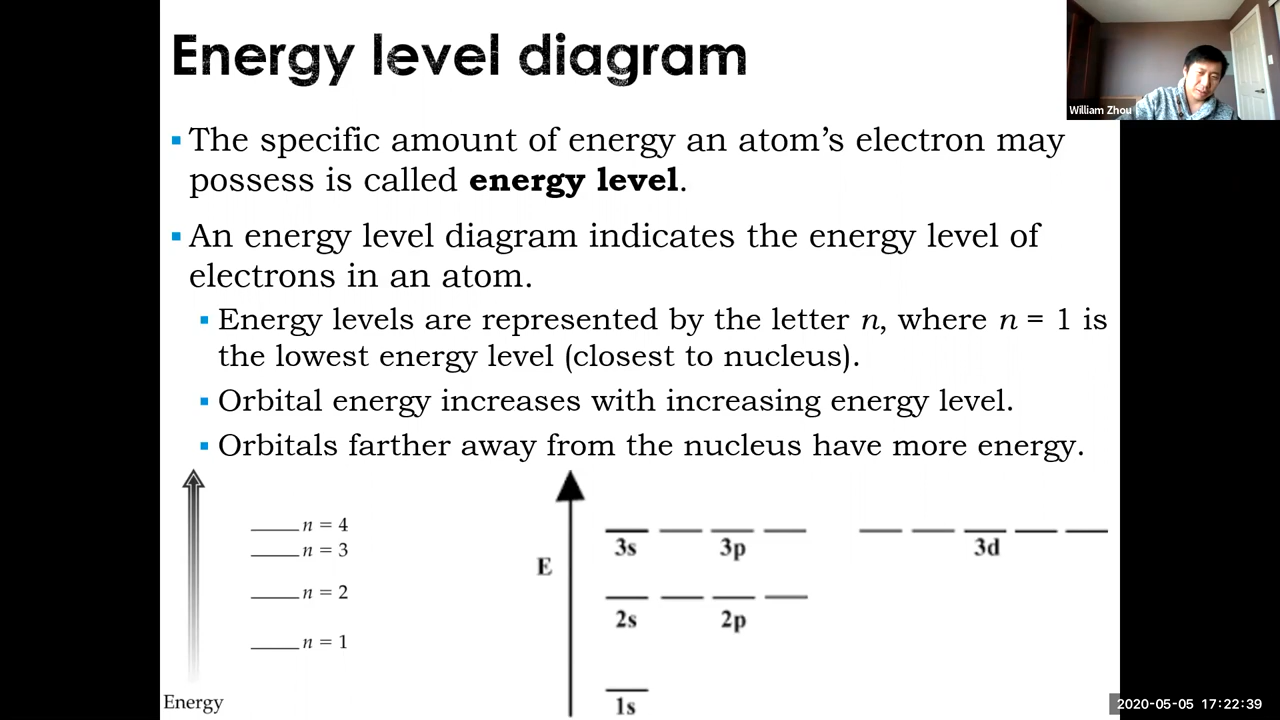 Energy level diagram
William Zhou
The specific amount of energy an atom's electron may
possess is called energy level.
An energy level diagram indicates the energy level of
electrons in an atom.
Energy levels are represented by the letter n, where n = 1 is
the lowest energy level (closest to nucleus).
Orbital energy increases with increasing energy level.
Orbitals farther away from the nucleus have more energy.
n = 4
n = 3
n = 2
n = 1
Energy
E
3s 3p 3d
2s 2p
1s
2020-05-05 17:22:39